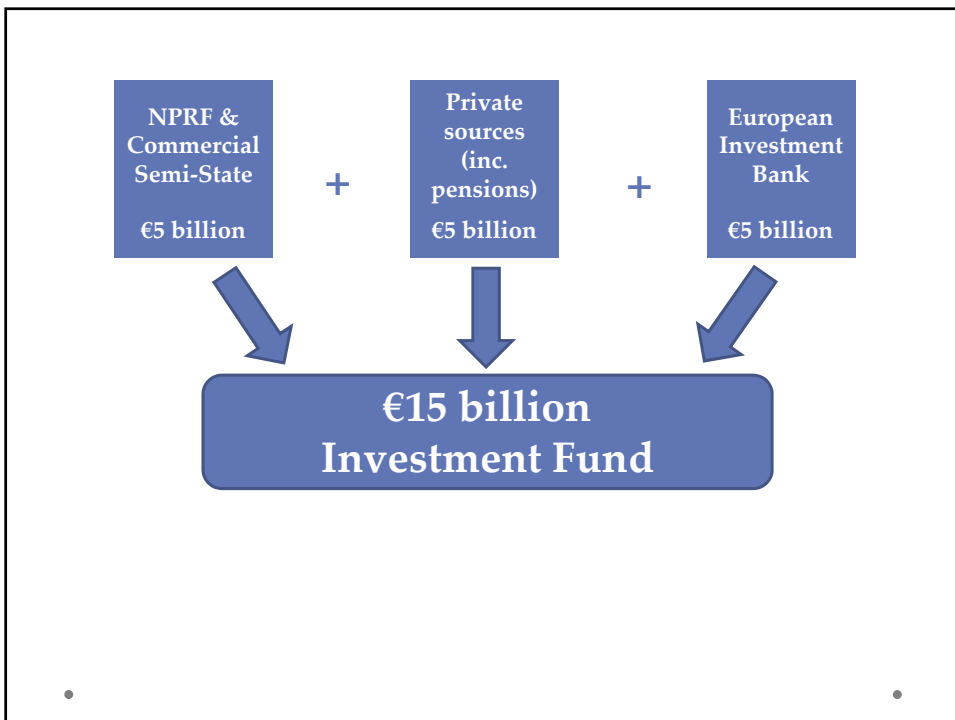 NPRF &
Commercial
Semi-State
€5 billion
+
Private
sources
(inc.
pensions)
€5 billion
+
European
Investment
Bank
€5 billion
€15 billion
Investment Fund